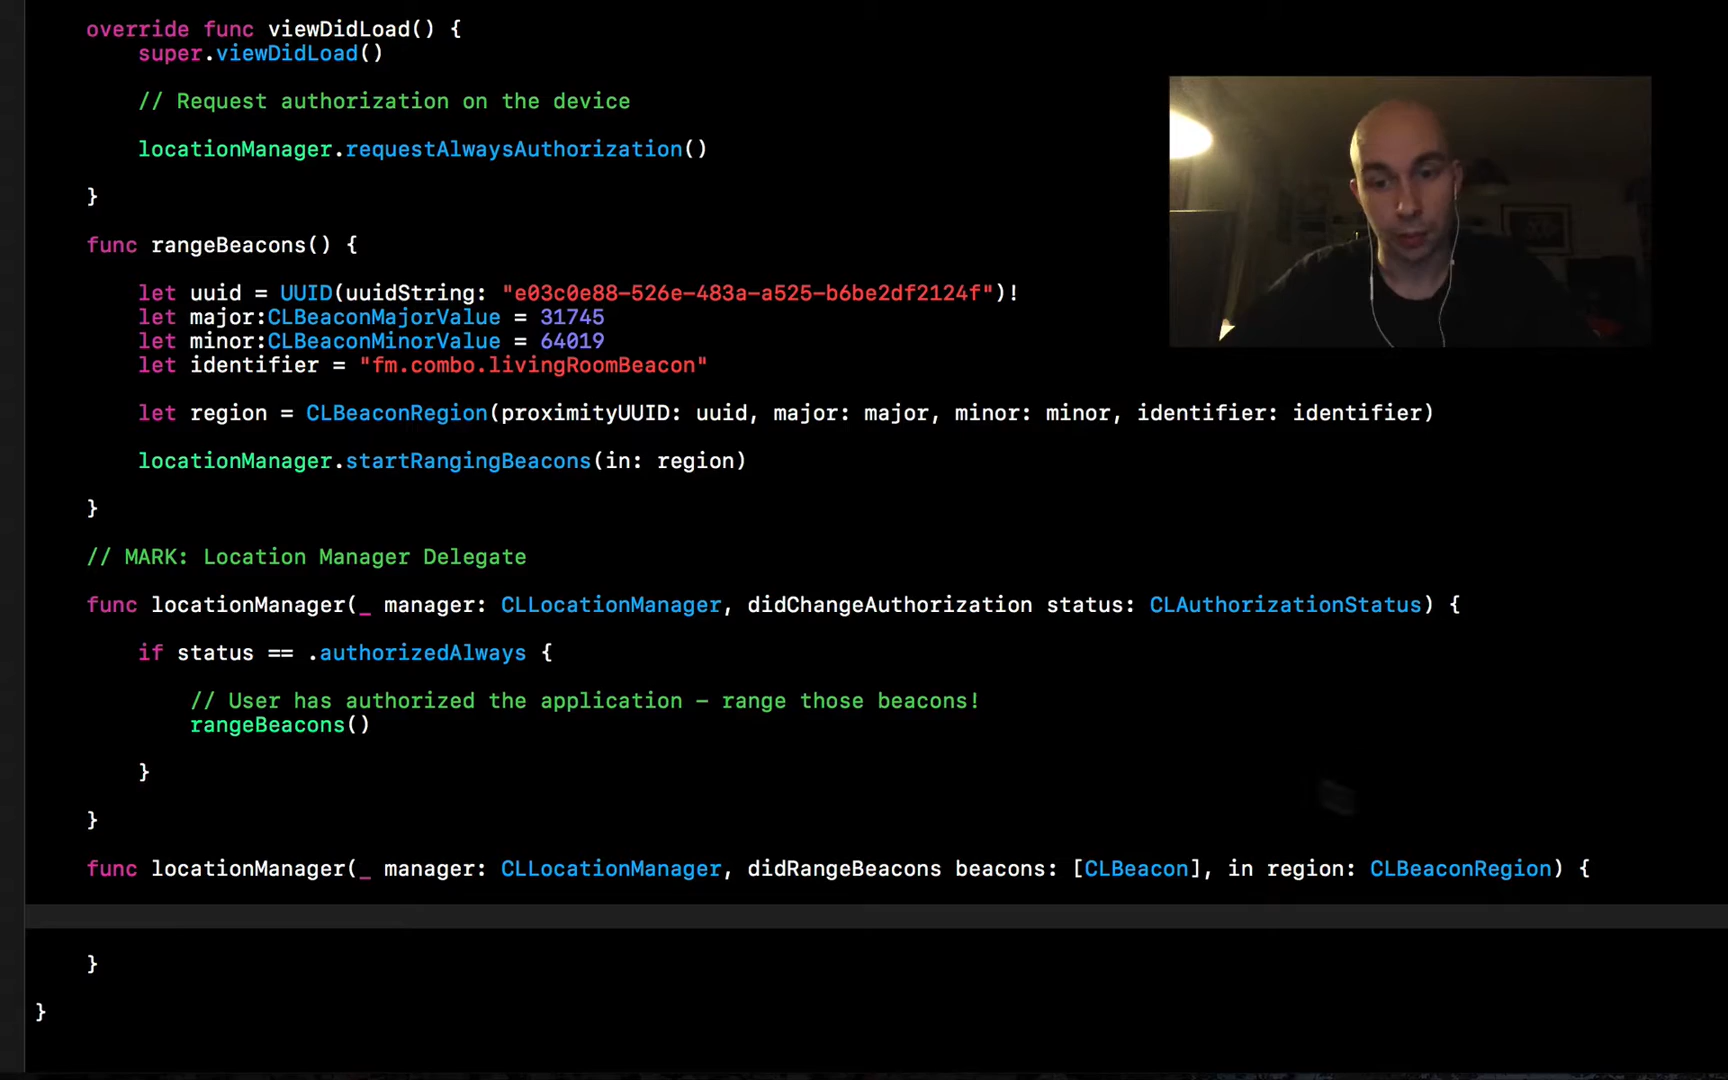 override func viewDidLoad() {
super.viewDidLoad()
// Request authorization on the device
locationManager.requestAlwaysAuthorization()
}
func rangeBeacons() {
let uuid = UUID(uuidString: "e03c0e88-526e-483a-a525-b6be2df2124f")!
let major:CLBeaconMajorValue = 31745
let minor:CLBeaconMinorValue = 64019
let identifier = "fm.combo.livingRoomBeacon"
let region = CLBeaconRegion(proximityUUID: uuid, major: major, minor: minor, identifier: identifier)
locationManager.startRangingBeacons(in: region)
}
// MARK: Location Manager Delegate
func locationManager(_ manager: CLLocationManager, didChangeAuthorization status: CLAuthorizationStatus) {
if status == .authorizedAlways {
// User has authorized the application – range those beacons!
rangeBeacons()
}
}
func locationManager(_ manager: CLLocationManager, didRangeBeacons beacons: [CLBeacon], in region: CLBeaconRegion) {
}
}